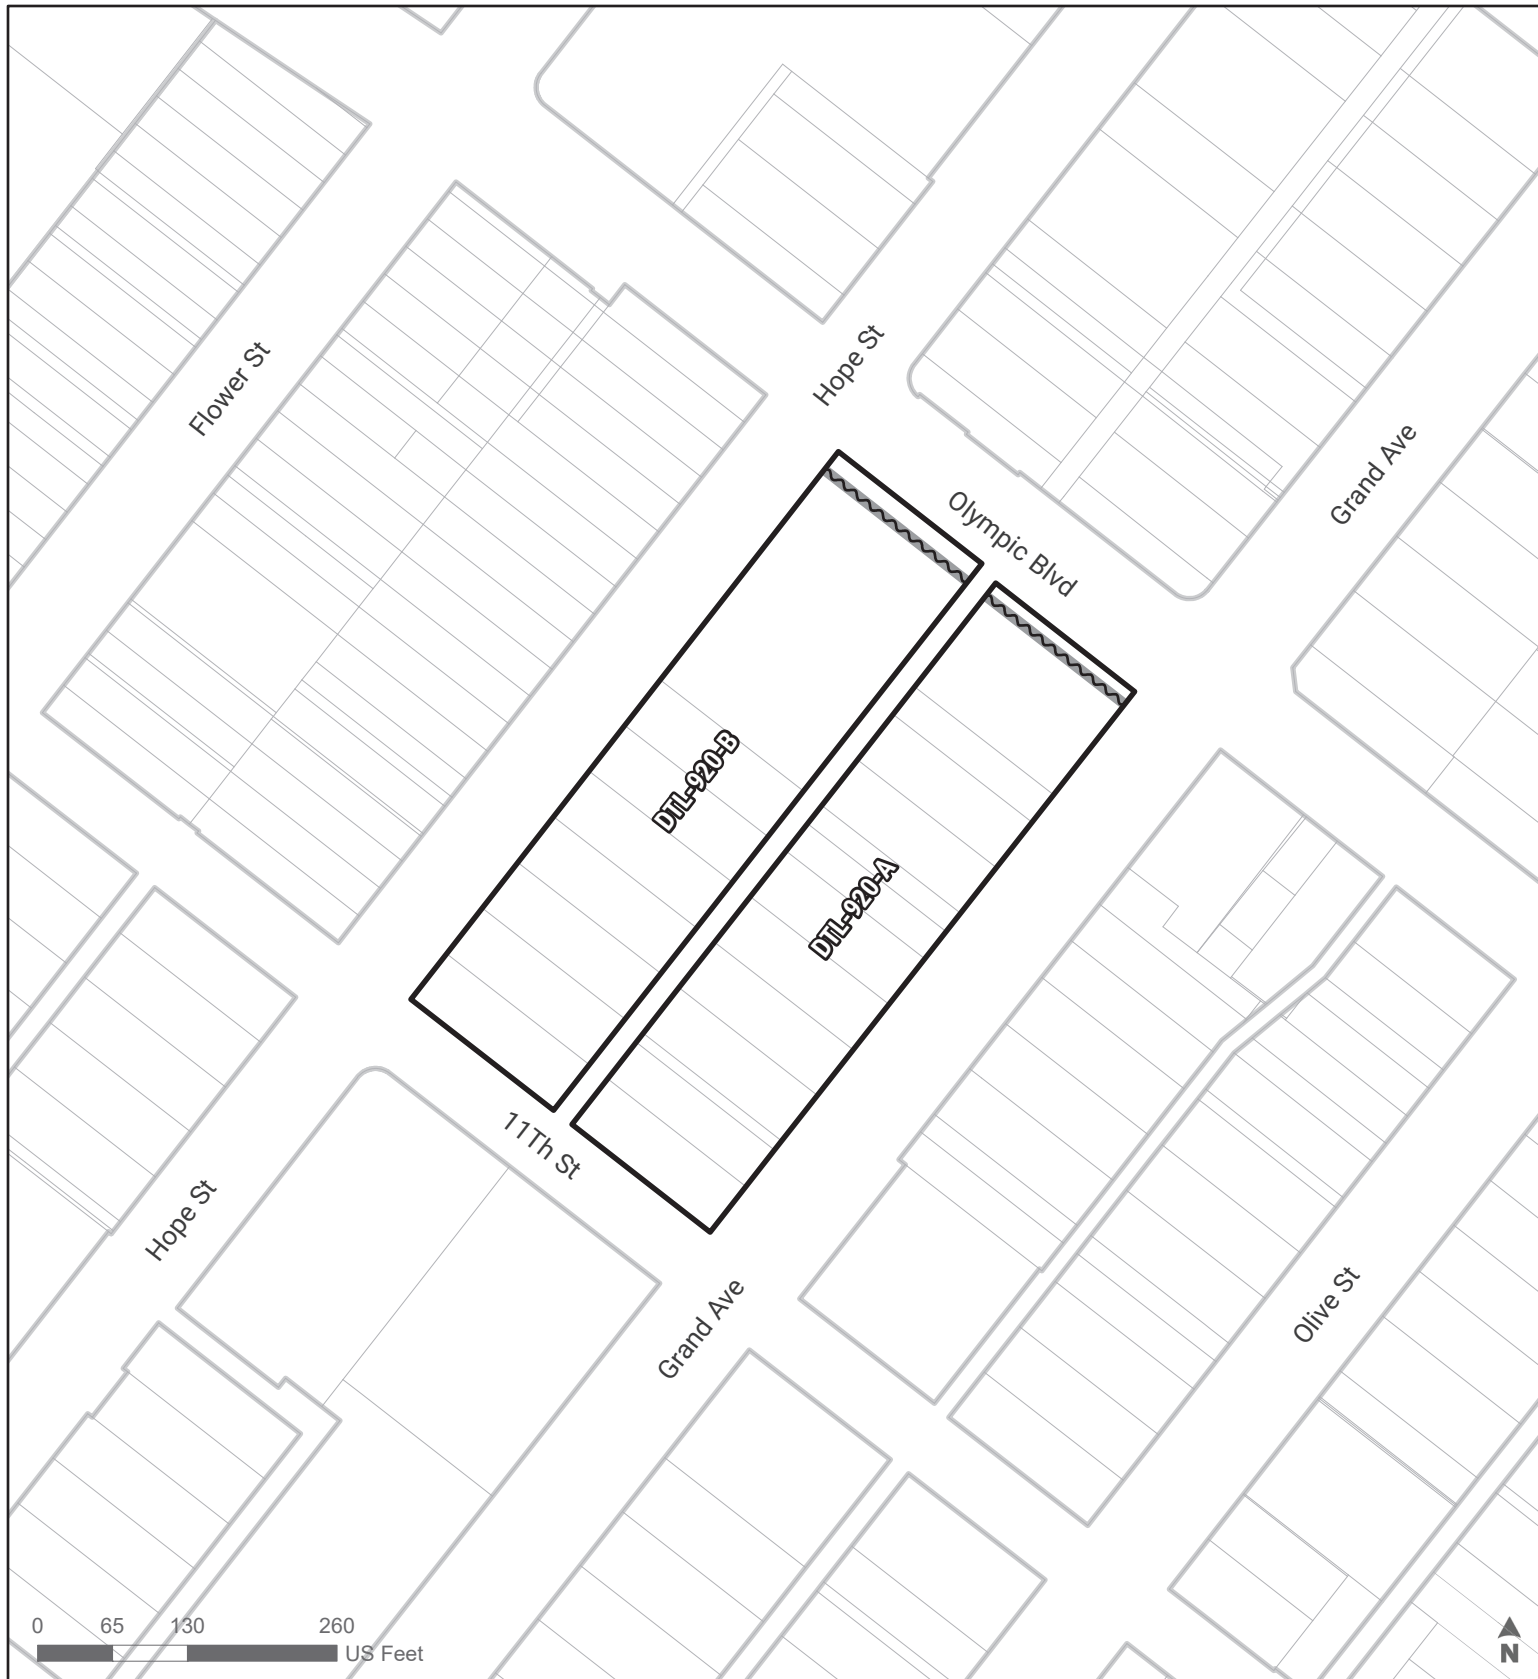 Hope St
Flower St
Grand Ave
Olympic Blvd
DTL-920-B
DTL-920-A
11Th St
Hope St
Grand Ave
Olive St
0 65 130 260
US Feet
N